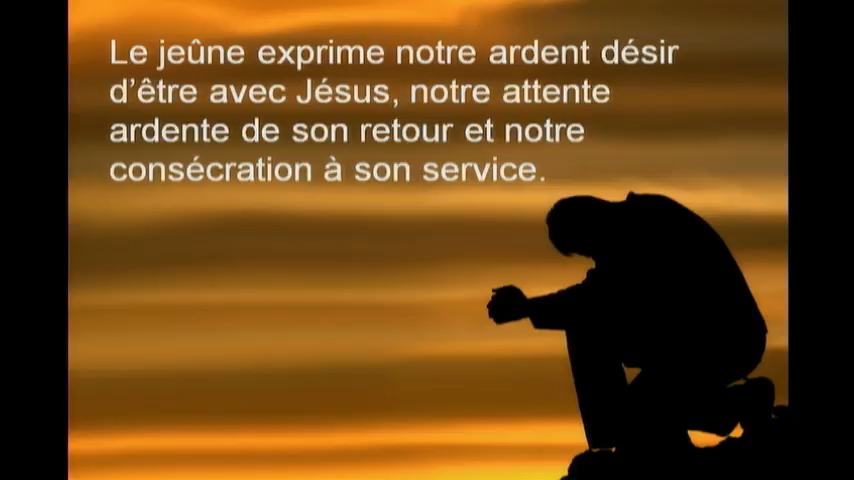 Le jeûne exprime notre ardent désir
d’être avec Jésus, notre attente
ardente de son retour et notre
consécration à son service.